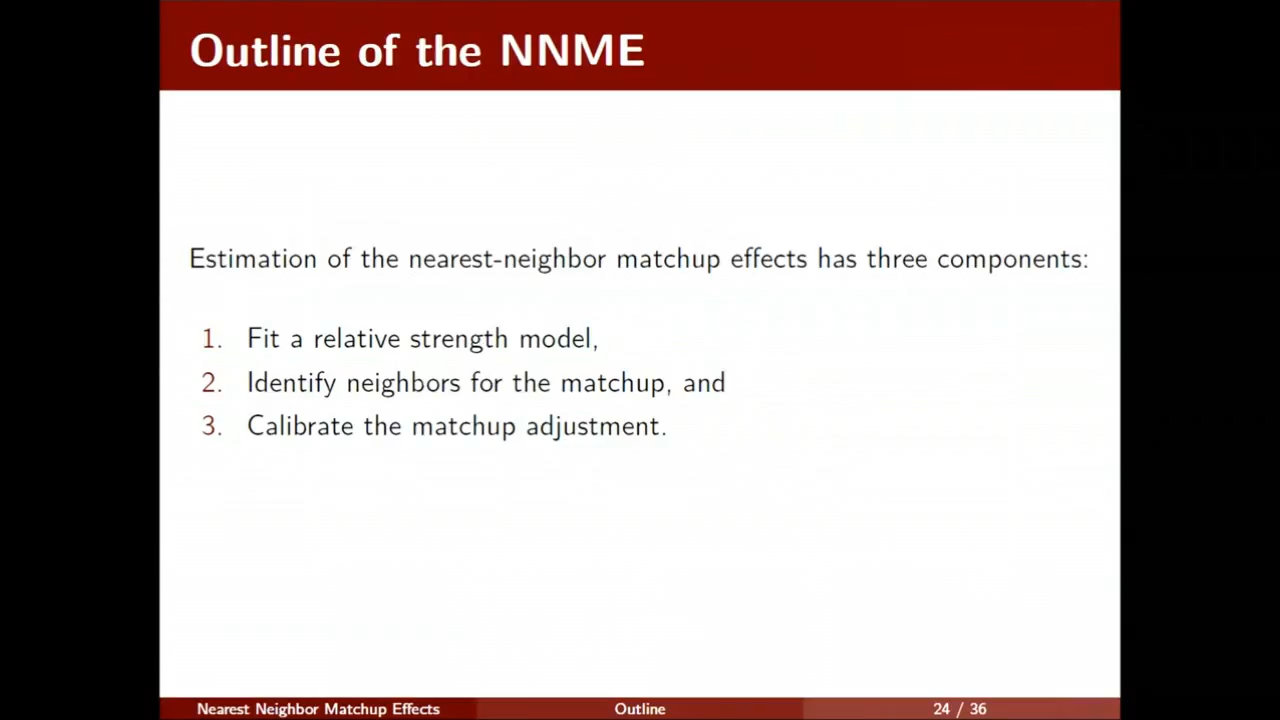 Outline of the NNME
Estimation of the nearest-neighbor matchup effects has three components:
1. Fit a relative strength model,
2. Identify neighbors for the matchup, and
3. Calibrate the matchup adjustment.
Nearest Neighbor Matchup Effects
Outline
24 / 36